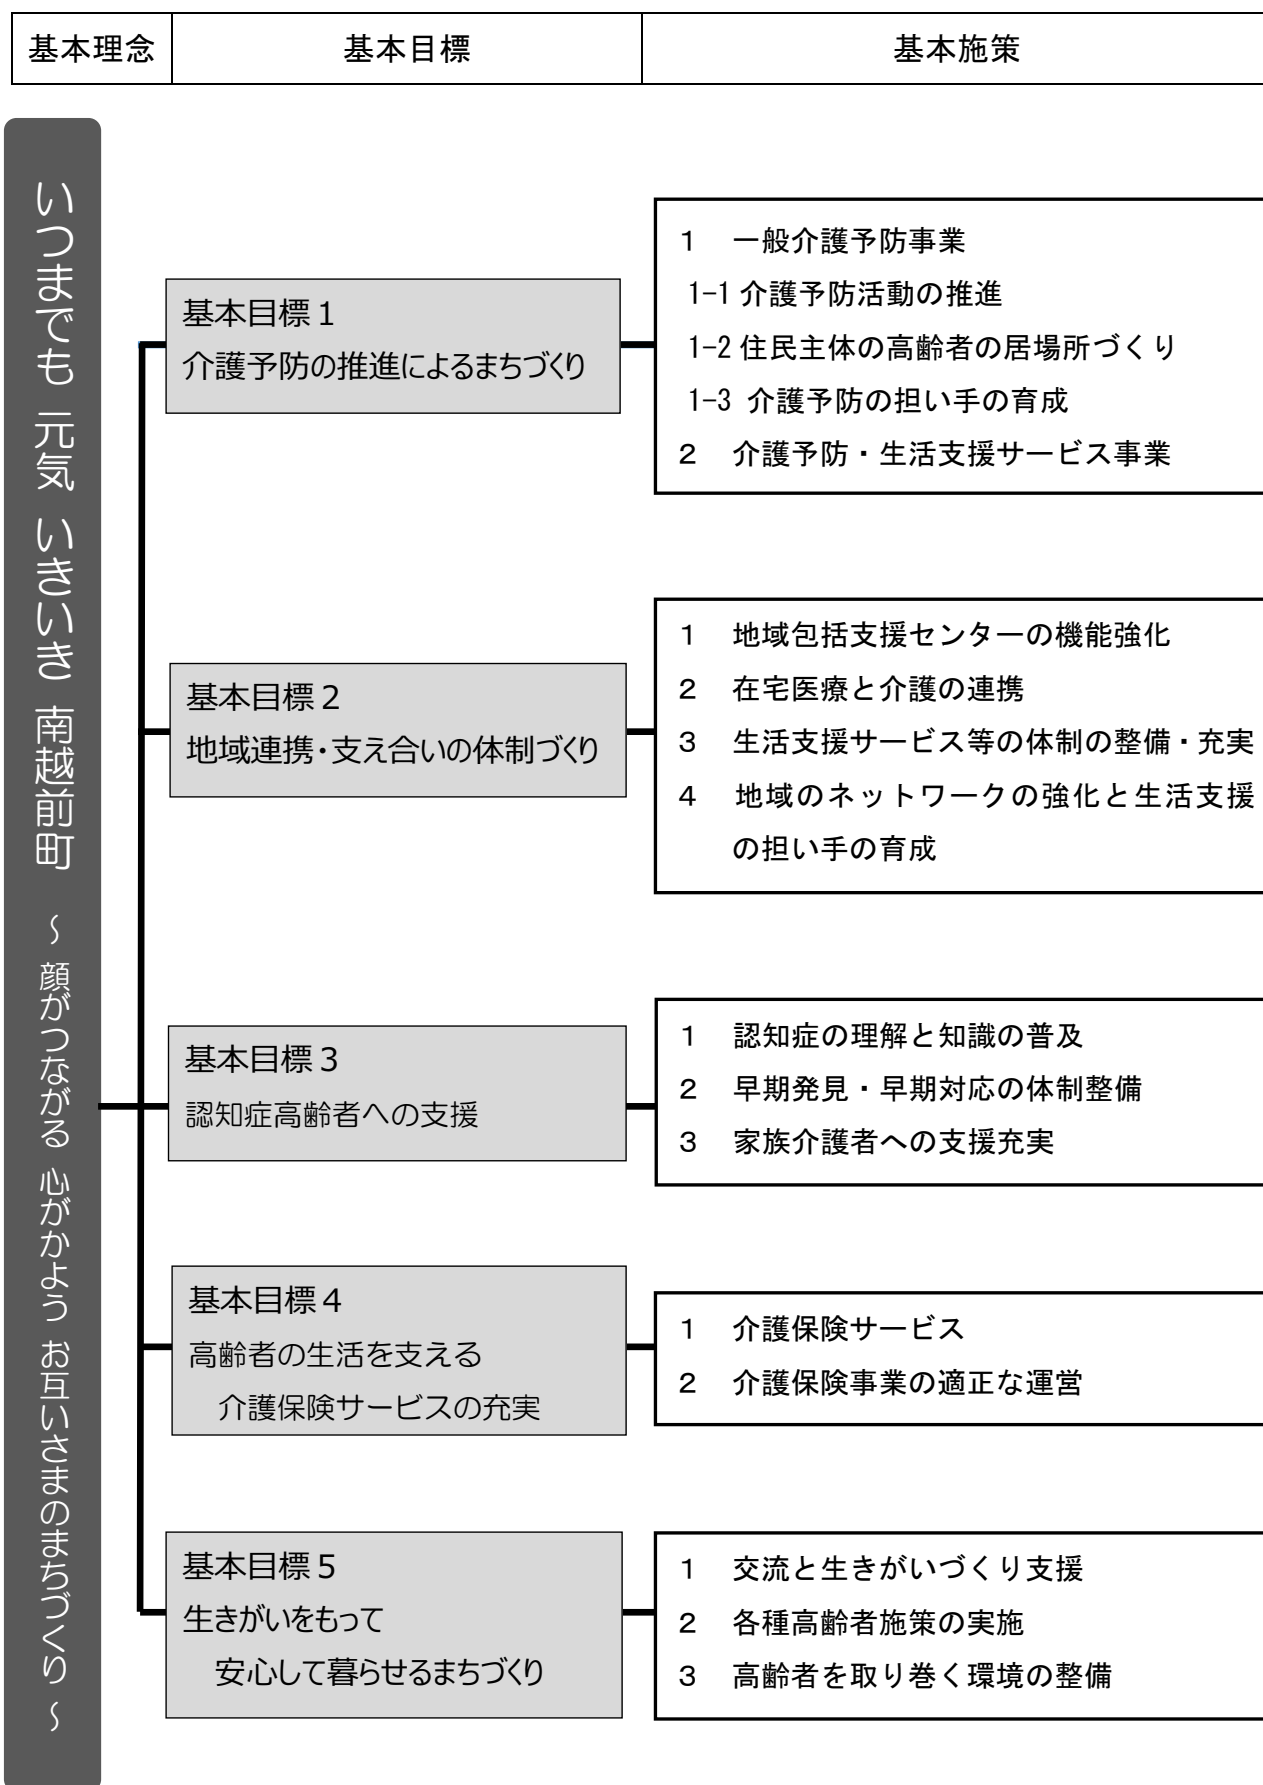 基本理念
基本目標
基本施策
いつまでも 元気 いきいき 南越前町 ～ 顔がつながる 心がかよう お互いさまのまちづくり ～
基本目標1
介護予防の推進によるまちづくり
1 一般介護予防事業
1-1 介護予防活動の推進
1-2 住民主体の高齢者の居場所づくり
1-3 介護予防の担い手の育成
2 介護予防・生活支援サービス事業
基本目標2
地域連携・支え合いの体制づくり
1 地域包括支援センターの機能強化
2 在宅医療と介護の連携
3 生活支援サービス等の体制の整備・充実
4 地域のネットワークの強化と生活支援
の担い手の育成
基本目標3
認知症高齢者への支援
1 認知症の理解と知識の普及
2 早期発見・早期対応の体制整備
3 家族介護者への支援充実
基本目標4
高齢者の生活を支える
介護保険サービスの充実
1 介護保険サービス
2 介護保険事業の適正な運営
基本目標5
生きがいをもって
安心して暮らせるまちづくり
1 交流と生きがいづくり支援
2 各種高齢者施策の実施
3 高齢者を取り巻く環境の整備